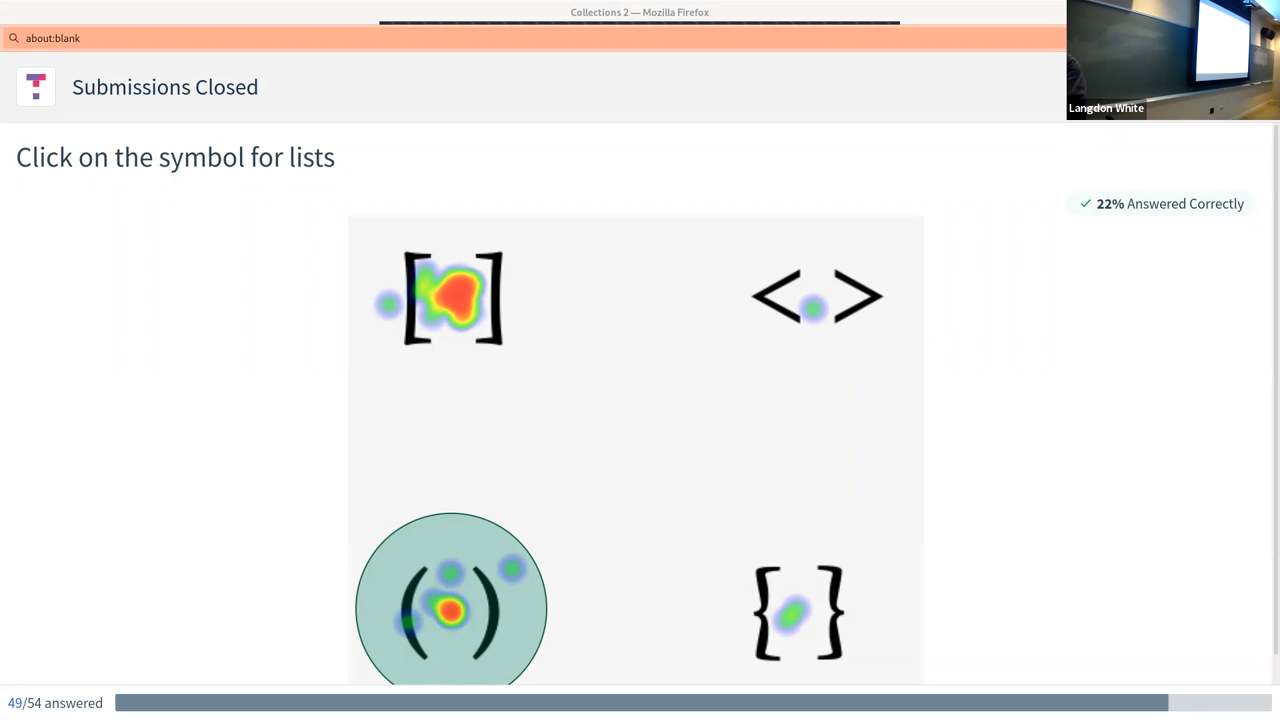 Collections 2 — Mozilla Firefox
about:blank
Submissions Closed
Langdon White
Click on the symbol for lists
22% Answered Correctly
[ ]
< >
( )
{ }
49/54 answered